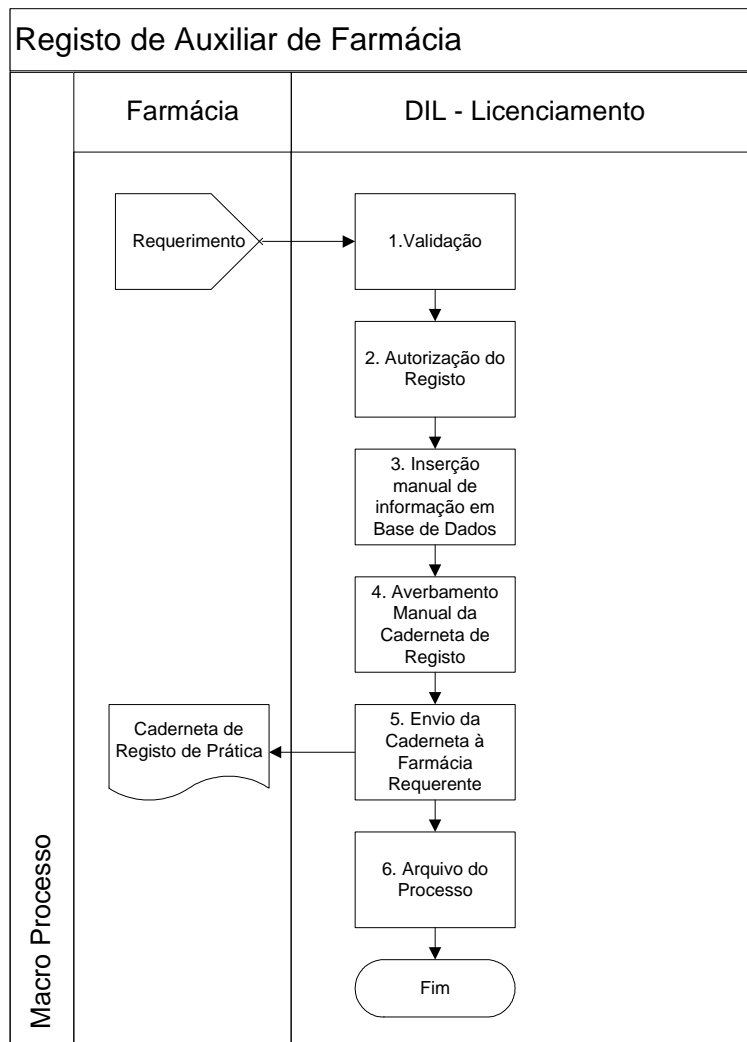 Registo de Auxiliar de Farmácia
Farmácia
DIL - Licenciamento
Macro Processo
Requerimento
1.Validação
2. Autorização do
Registo
3. Inserção
manual de
informação em
Base de Dados
4. Averbamento
Manual da
Caderneta de
Registo
5. Envio da
Caderneta à
Farmácia
Requerente
Caderneta de
Registo de Prática
6. Arquivo do
Processo
Fim